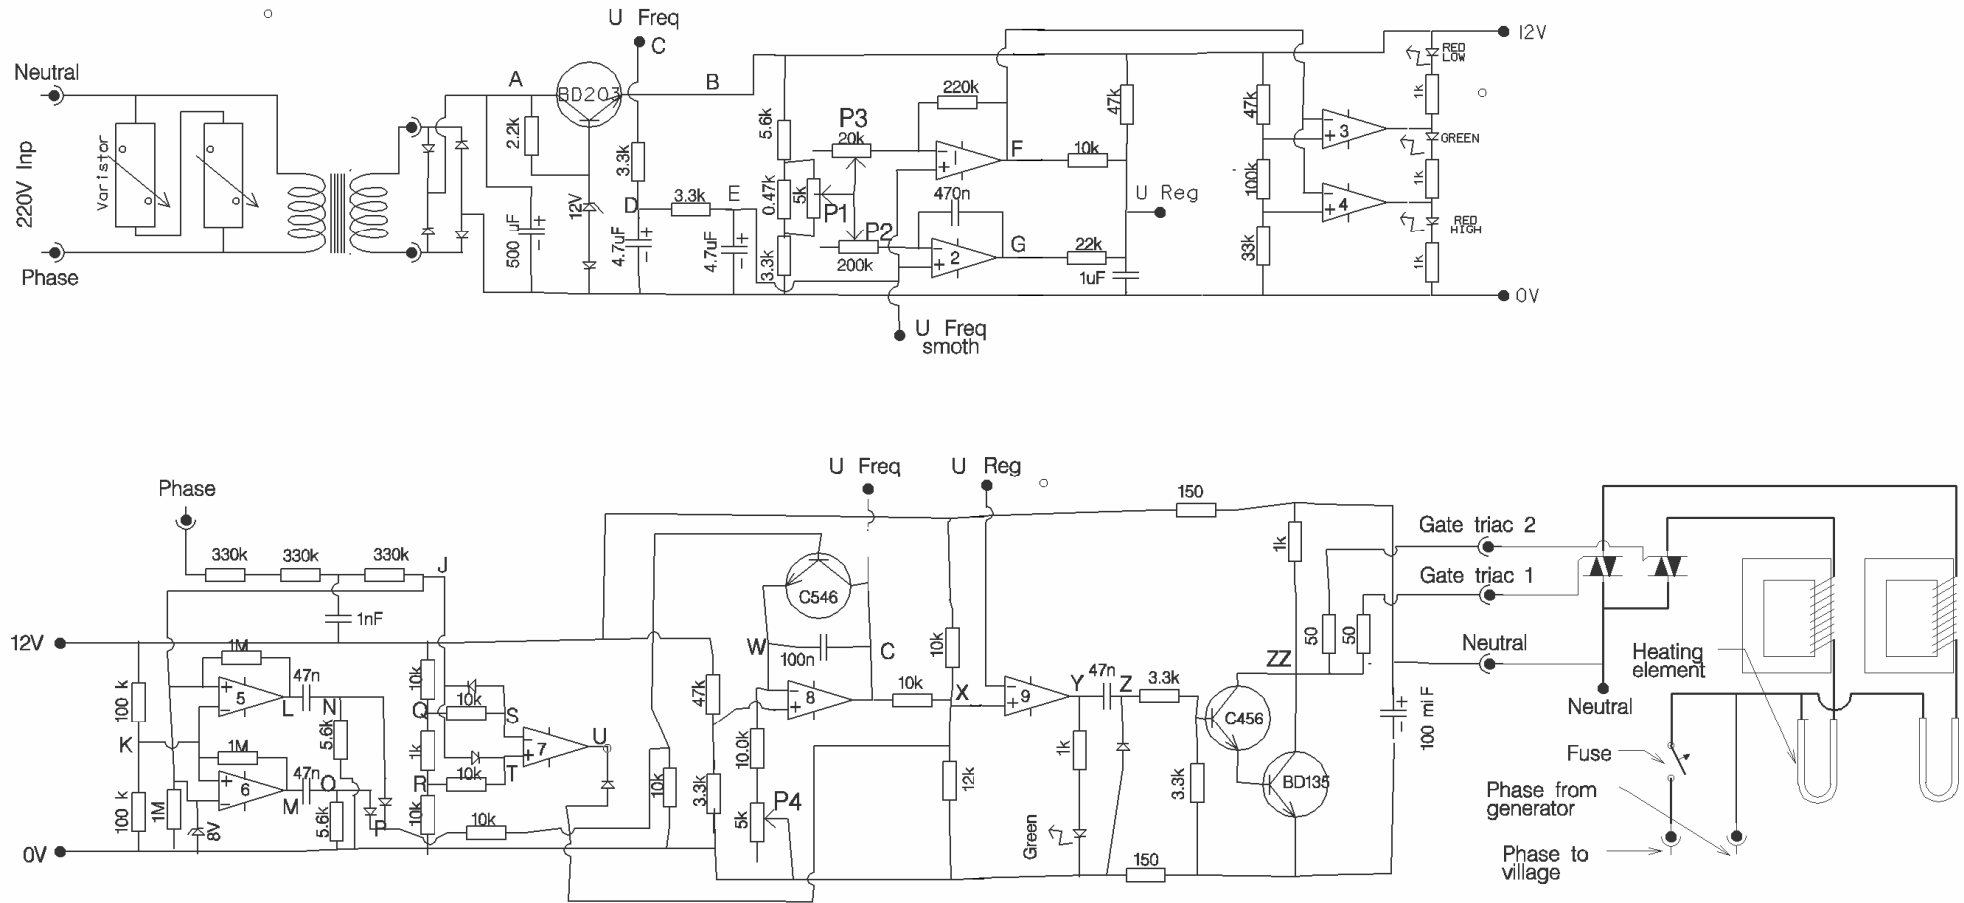 U Freq
C
12V
RED
LOW
Neutral
A
BD203
B
1k
220V Inp
Varistor
2.2k
3.3k
5.6k
P3
20k
220k
47k
47k
3
GREEN
1
F
10k
3.3k
E
0.47k
5k
470n
100k
1k
D
12V
P1
U Reg
4
RED
HIGH
500 uF
+
-
4.7uF
+
-
4.7uF
+
-
3.3k
P2
200k
2
G
22k
1uF
33k
1k
Phase
0V
U Freq
smoth
U Freq
U Reg
Phase
150
330k
330k
330k
J
Gate triac 2
1k
C546
Gate triac 1
1nF
12V
1M
W
100n
C
10k
50
50
Neutral
ZZ
Heating
element
100 k
5
47n
L
N
10k
10k
Q
S
47k
8
10k
X
9
Y
47n
Z
3.3k
C456
Neutral
100 miF
K
1M
5.6k
1k
7
U
10.0k
1k
Fuse
6
47n
M
O
R
10k
T
BD135
Phase from
generator
100 k
1M
8V
5.6k
P
10k
10k
10k
3.3k
5k
P4
12k
Green
3.3k
0V
150
Phase to
village